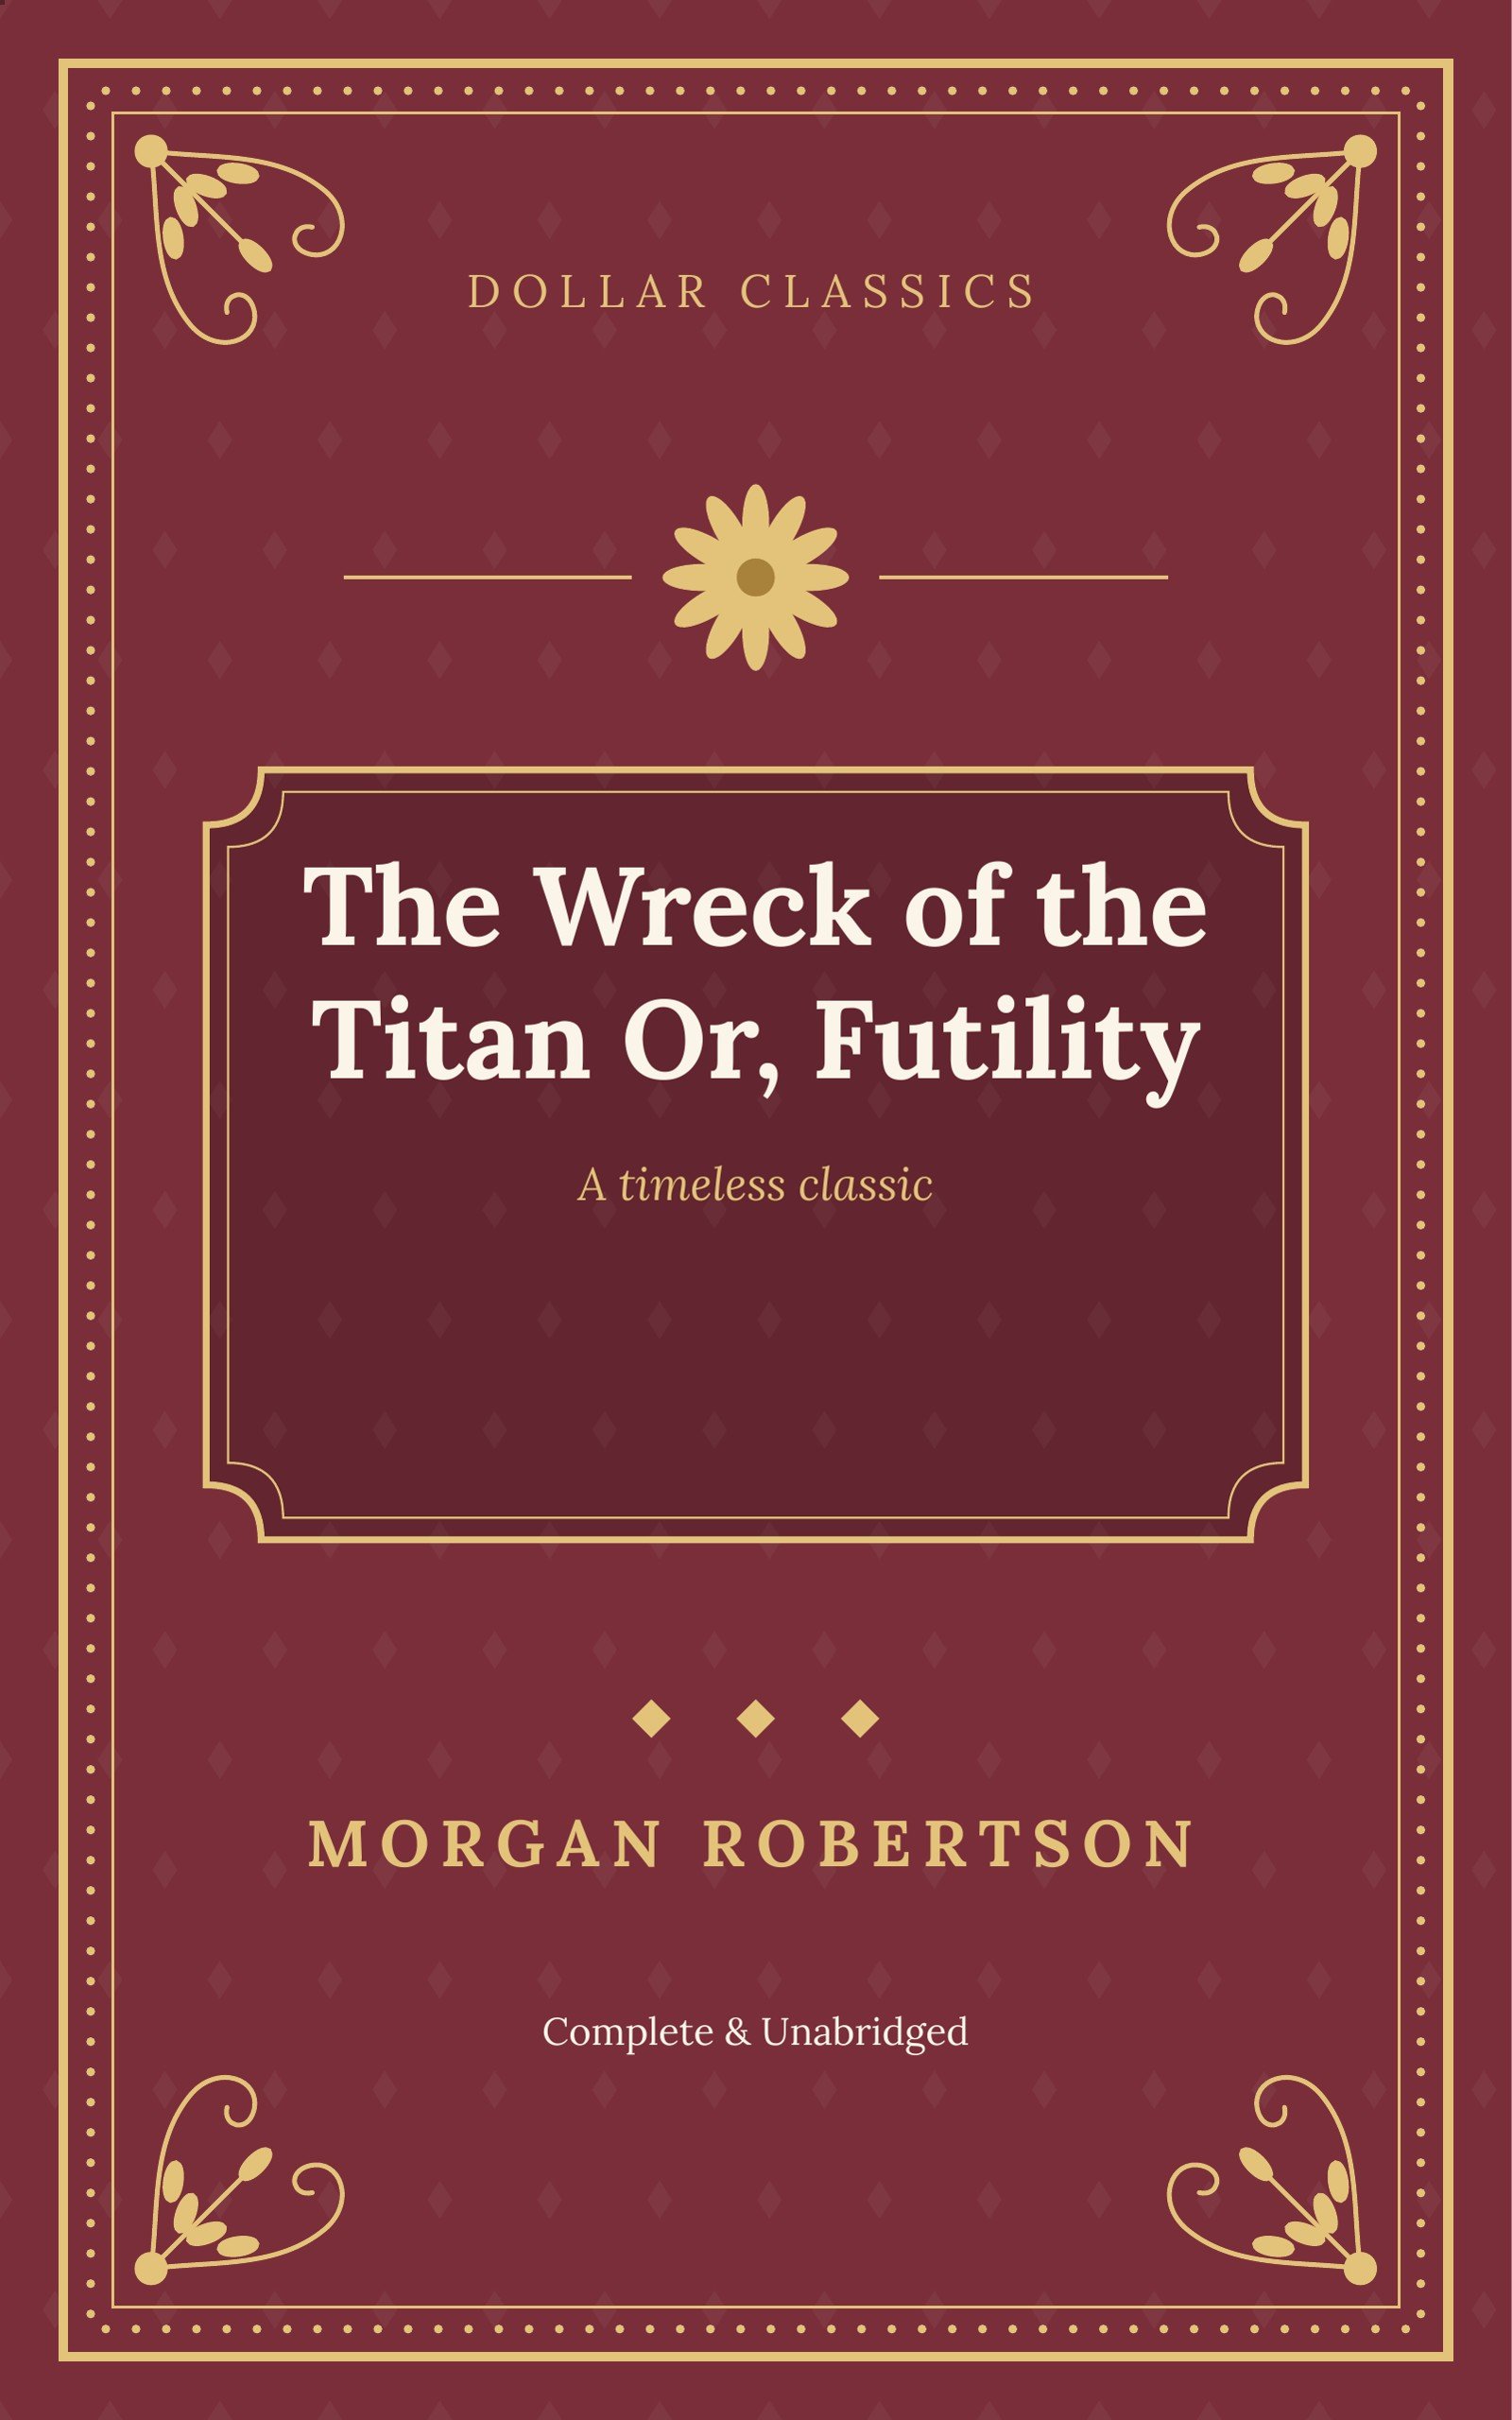 DOLLAR CLASSICS
The Wreck of the
Titan Or, Futility
A timeless classic
MORGAN ROBERTSON
Complete & Unabridged